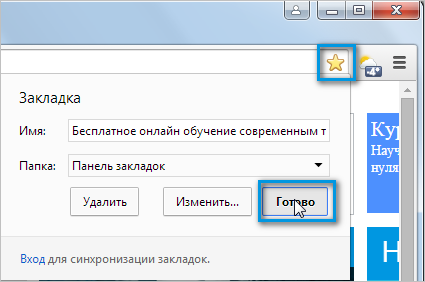 Закладка
Имя: Бесплатное онлайн обучение современным т
Папка: Панель закладок
Удалить Изменить... Готово
Вход для синхронизации закладок.
Кур
Науч
нуля
Н